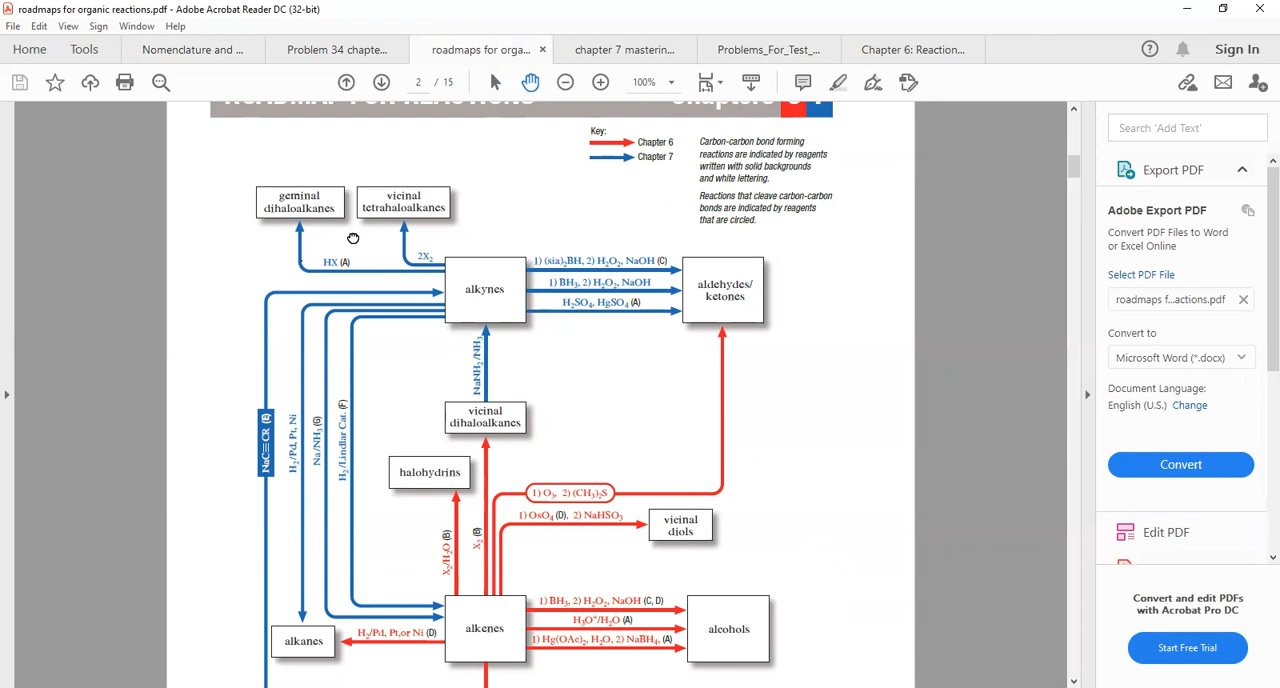 roadmaps for organic reactions.pdf - Adobe Acrobat Reader DC (32-bit)
File Edit View Sign Window Help
Home Tools Nomenclature and ... Problem 34 chapte... roadmaps for orga... × chapter 7 masterin... Problems_For_Test_... Chapter 6: Reaction... Sign In
2 / 15 100%
ROADMAP FOR REACTIONS Chapters 6 7
Key:
Chapter 6
Chapter 7
Carbon-carbon bond forming
reactions are indicated by reagents
written with solid backgrounds
and white lettering.
Reactions that cleave carbon-carbon
bonds are indicated by reagents
that are circled.
geminal
dihaloalkanes
vicinal
tetrahaloalkanes
HX (A)
2X₂
alkynes
1) (sia)₂BH, 2) H₂O₂, NaOH (C)
1) BH₃, 2) H₂O₂, NaOH
H₂SO₄, HgSO₄ (A)
aldehydes/
ketones
NaNH₂/NH₃
vicinal
dihaloalkanes
NaC≡CR (E)
H₂/Pd, Pt, Ni
Na/NH₃ (G)
H₂/Lindlar Cat. (F)
halohydrins
1) O₃, 2) (CH₃)₂S
1) OsO₄ (D), 2) NaHSO₃
vicinal
diols
X₂/H₂O (B)
X₂ (B)
alkenes
1) BH₃, 2) H₂O₂, NaOH (C, D)
H₃O⁺/H₂O (A)
1) Hg(OAc)₂, H₂O, 2) NaBH₄, (A)
alcohols
alkanes
H₂/Pd, Pt,or Ni (D)
Search 'Add Text'
Export PDF
Adobe Export PDF
Convert PDF Files to Word
or Excel Online
Select PDF File
roadmaps f...actions.pdf
Convert to
Microsoft Word (*.docx)
Document Language:
English (U.S.) Change
Convert
Edit PDF
Convert and edit PDFs
with Acrobat Pro DC
Start Free Trial